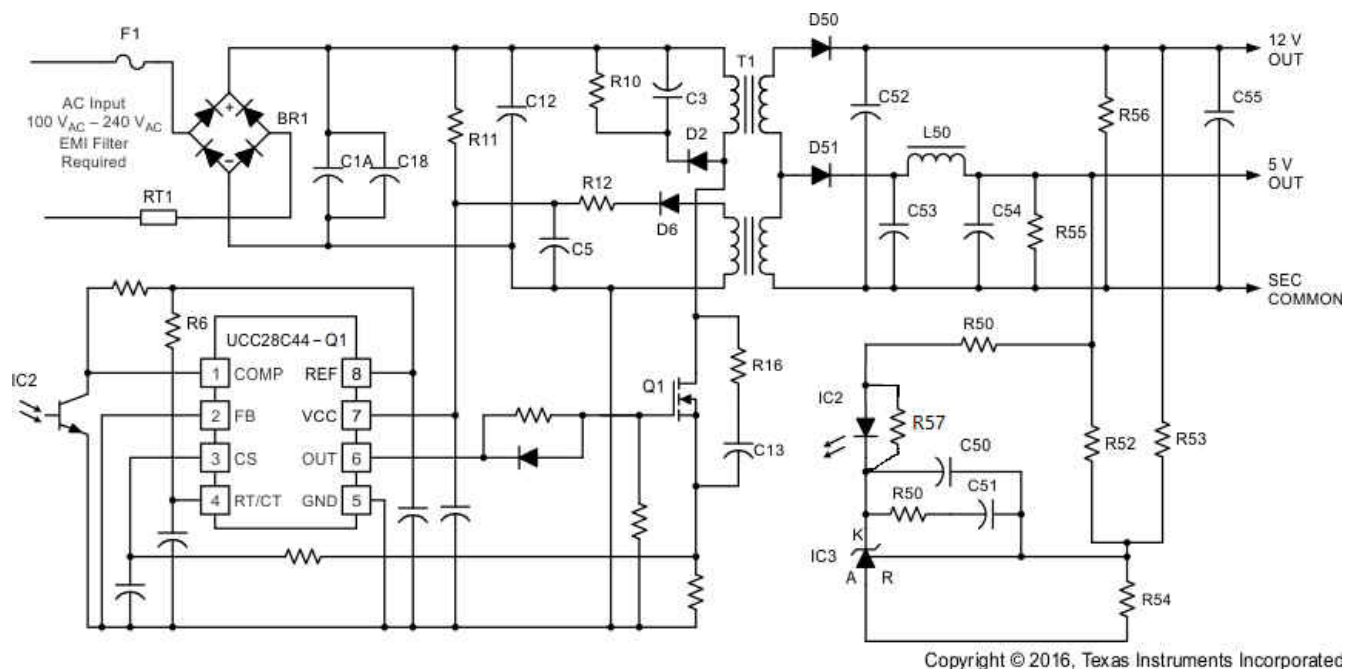 F1
AC Input
100 VAC – 240 VAC
EMI Filter
Required
BR1
+
−
RT1
C1A
C18
R11
C12
R10
C3
D2
T1
R12
D6
C5
D50
D51
C52
L50
C53
C54
R55
R56
C55
12 V
OUT
5 V
OUT
SEC
COMMON
R6
UCC28C44 – Q1
IC2
1 COMP REF 8
2 FB VCC 7
3 CS OUT 6
4 RT/CT GND 5
Q1
R16
C13
R50
IC2
R57
C50
R50
C51
R52
R53
K
IC3
A R
R54
Copyright © 2016, Texas Instruments Incorporated